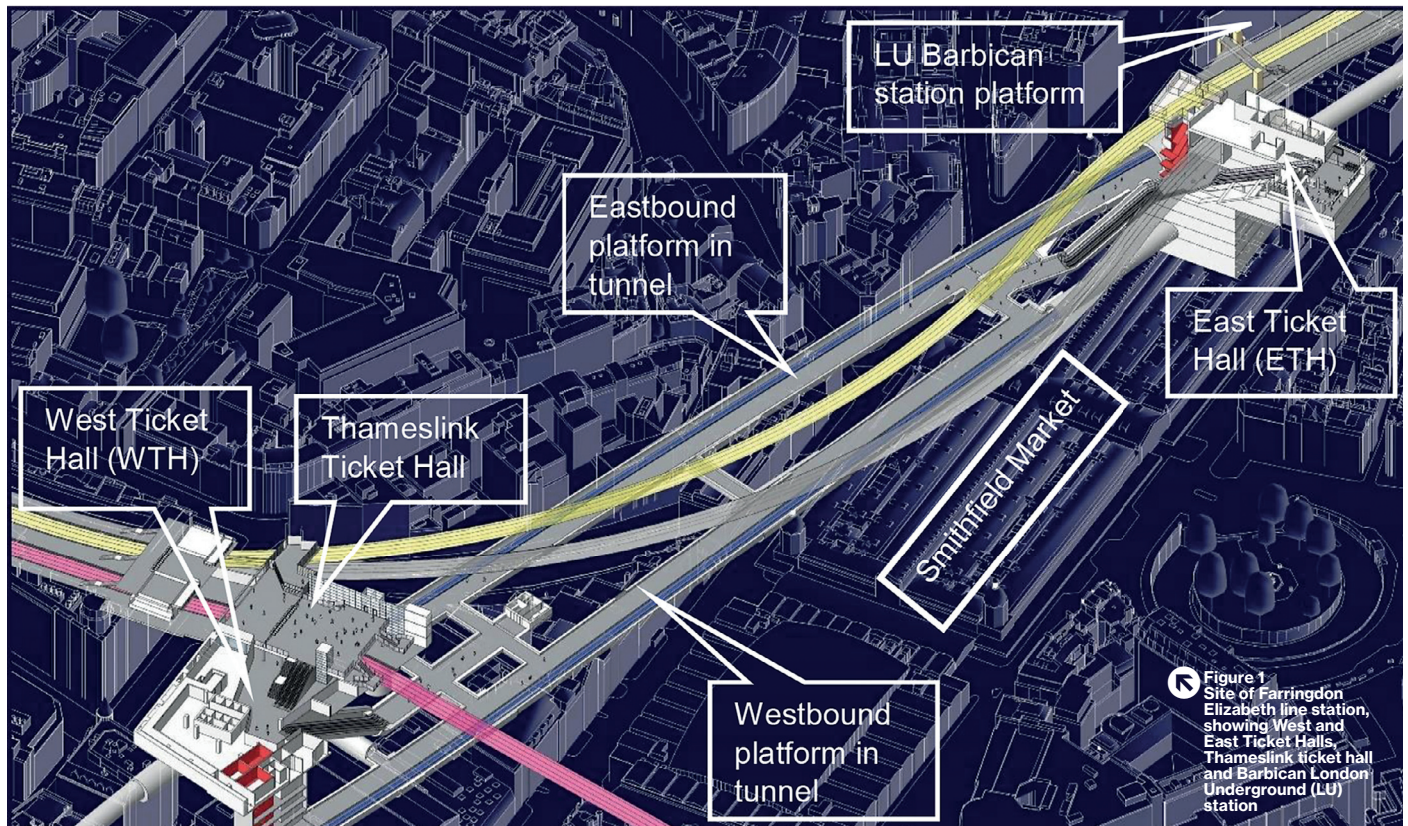 LU Barbican
station platform
Eastbound
platform in
tunnel
East Ticket
Hall (ETH)
West Ticket
Hall (WTH)
Thameslink
Ticket Hall
Smithfield Market
Westbound
platform in
tunnel
Figure 1
Site of Farringdon
Elizabeth line station,
showing West and
East Ticket Halls,
Thameslink ticket hall
and Barbican London
Underground (LU)
station